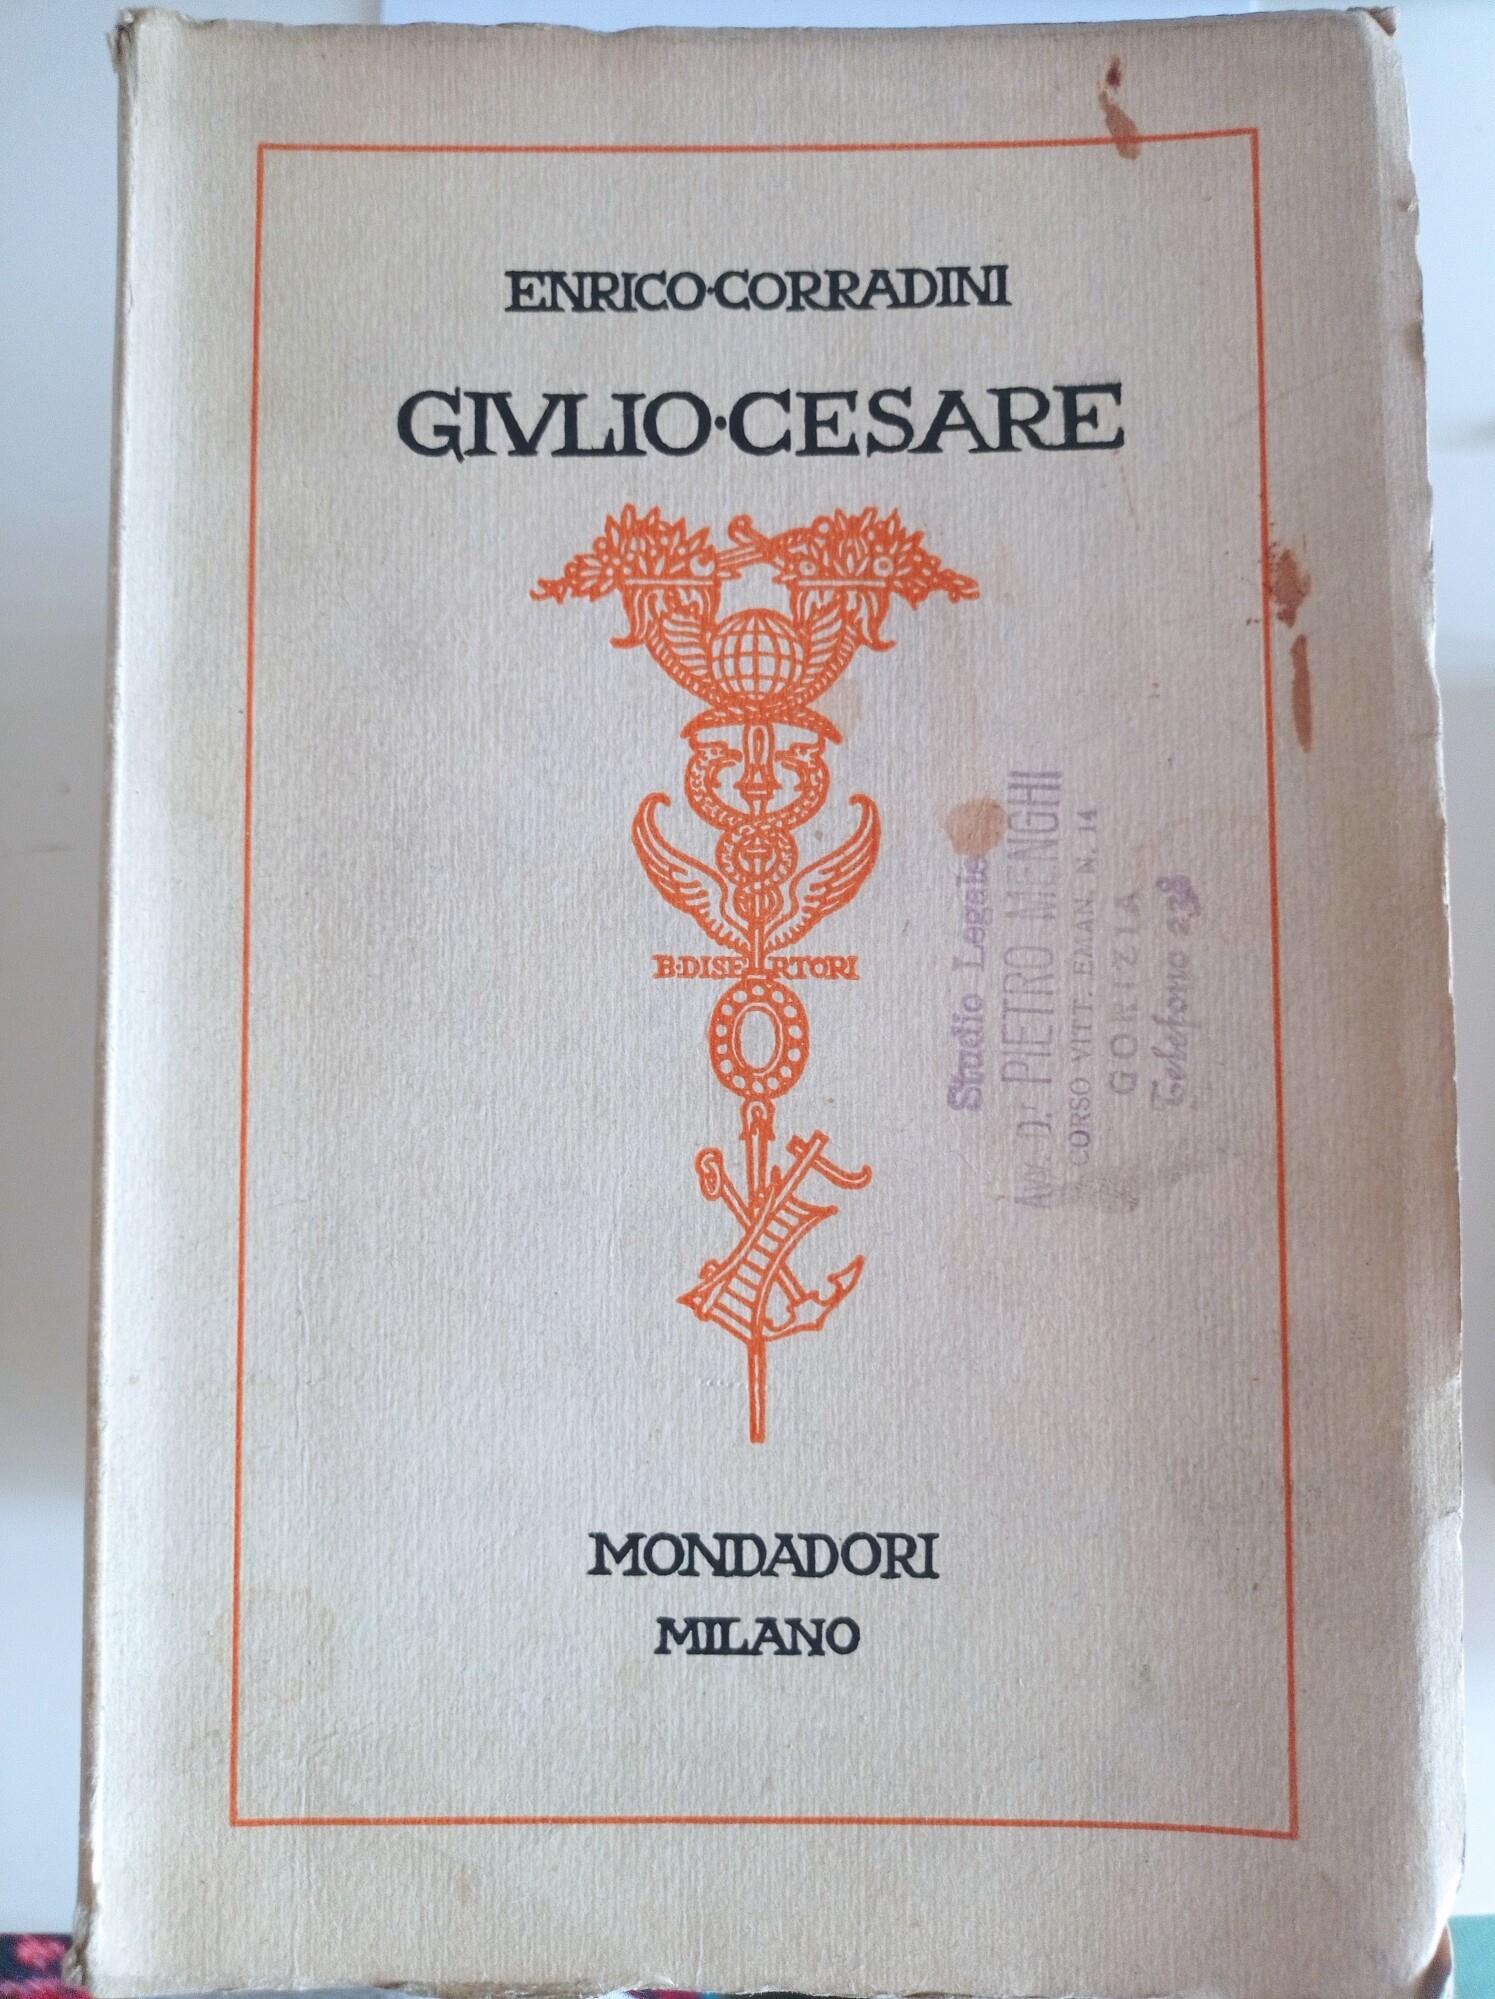 ENRICO·CORRADINI
GIVLIO·CESARE
B·DISERTORI
Studio Legale
Avv. D.r PIETRO MENGHI
CORSO VITT. EMAN. N. 14
GORIZIA
Telefono 238
MONDADORI
MILANO